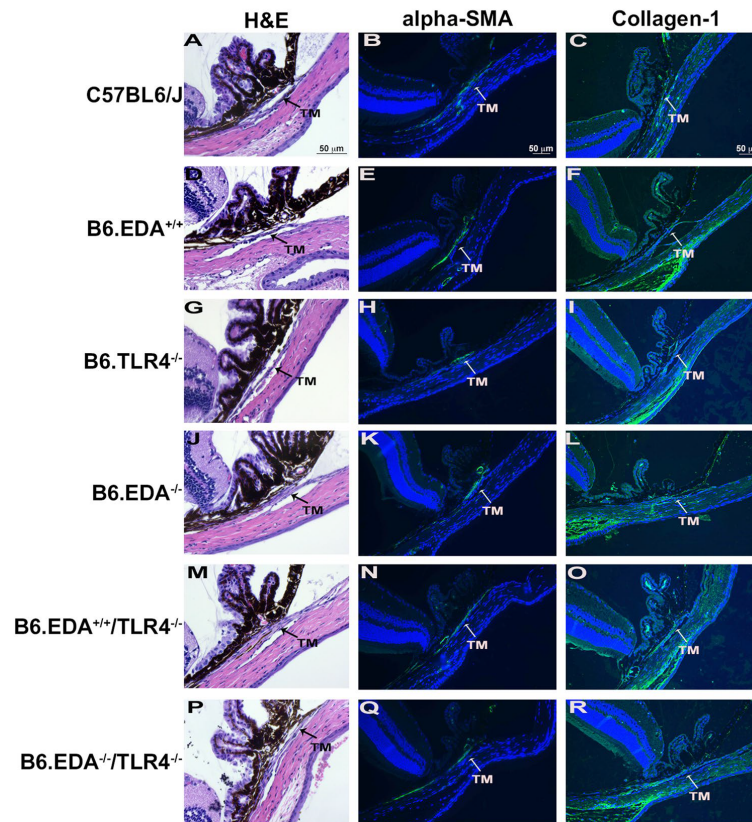 H&E alpha-SMA Collagen-1
C57BL6/J
A TM 50 μm
B TM 50 μm
C TM 50 μm
B6.EDA+/+
D TM
E TM
F TM
B6.TLR4-/-
G TM
H TM
I TM
B6.EDA-/-
J TM
K TM
L TM
B6.EDA+/+/TLR4-/-
M TM
N TM
O TM
B6.EDA-/-/TLR4-/-
P TM
Q TM
R TM